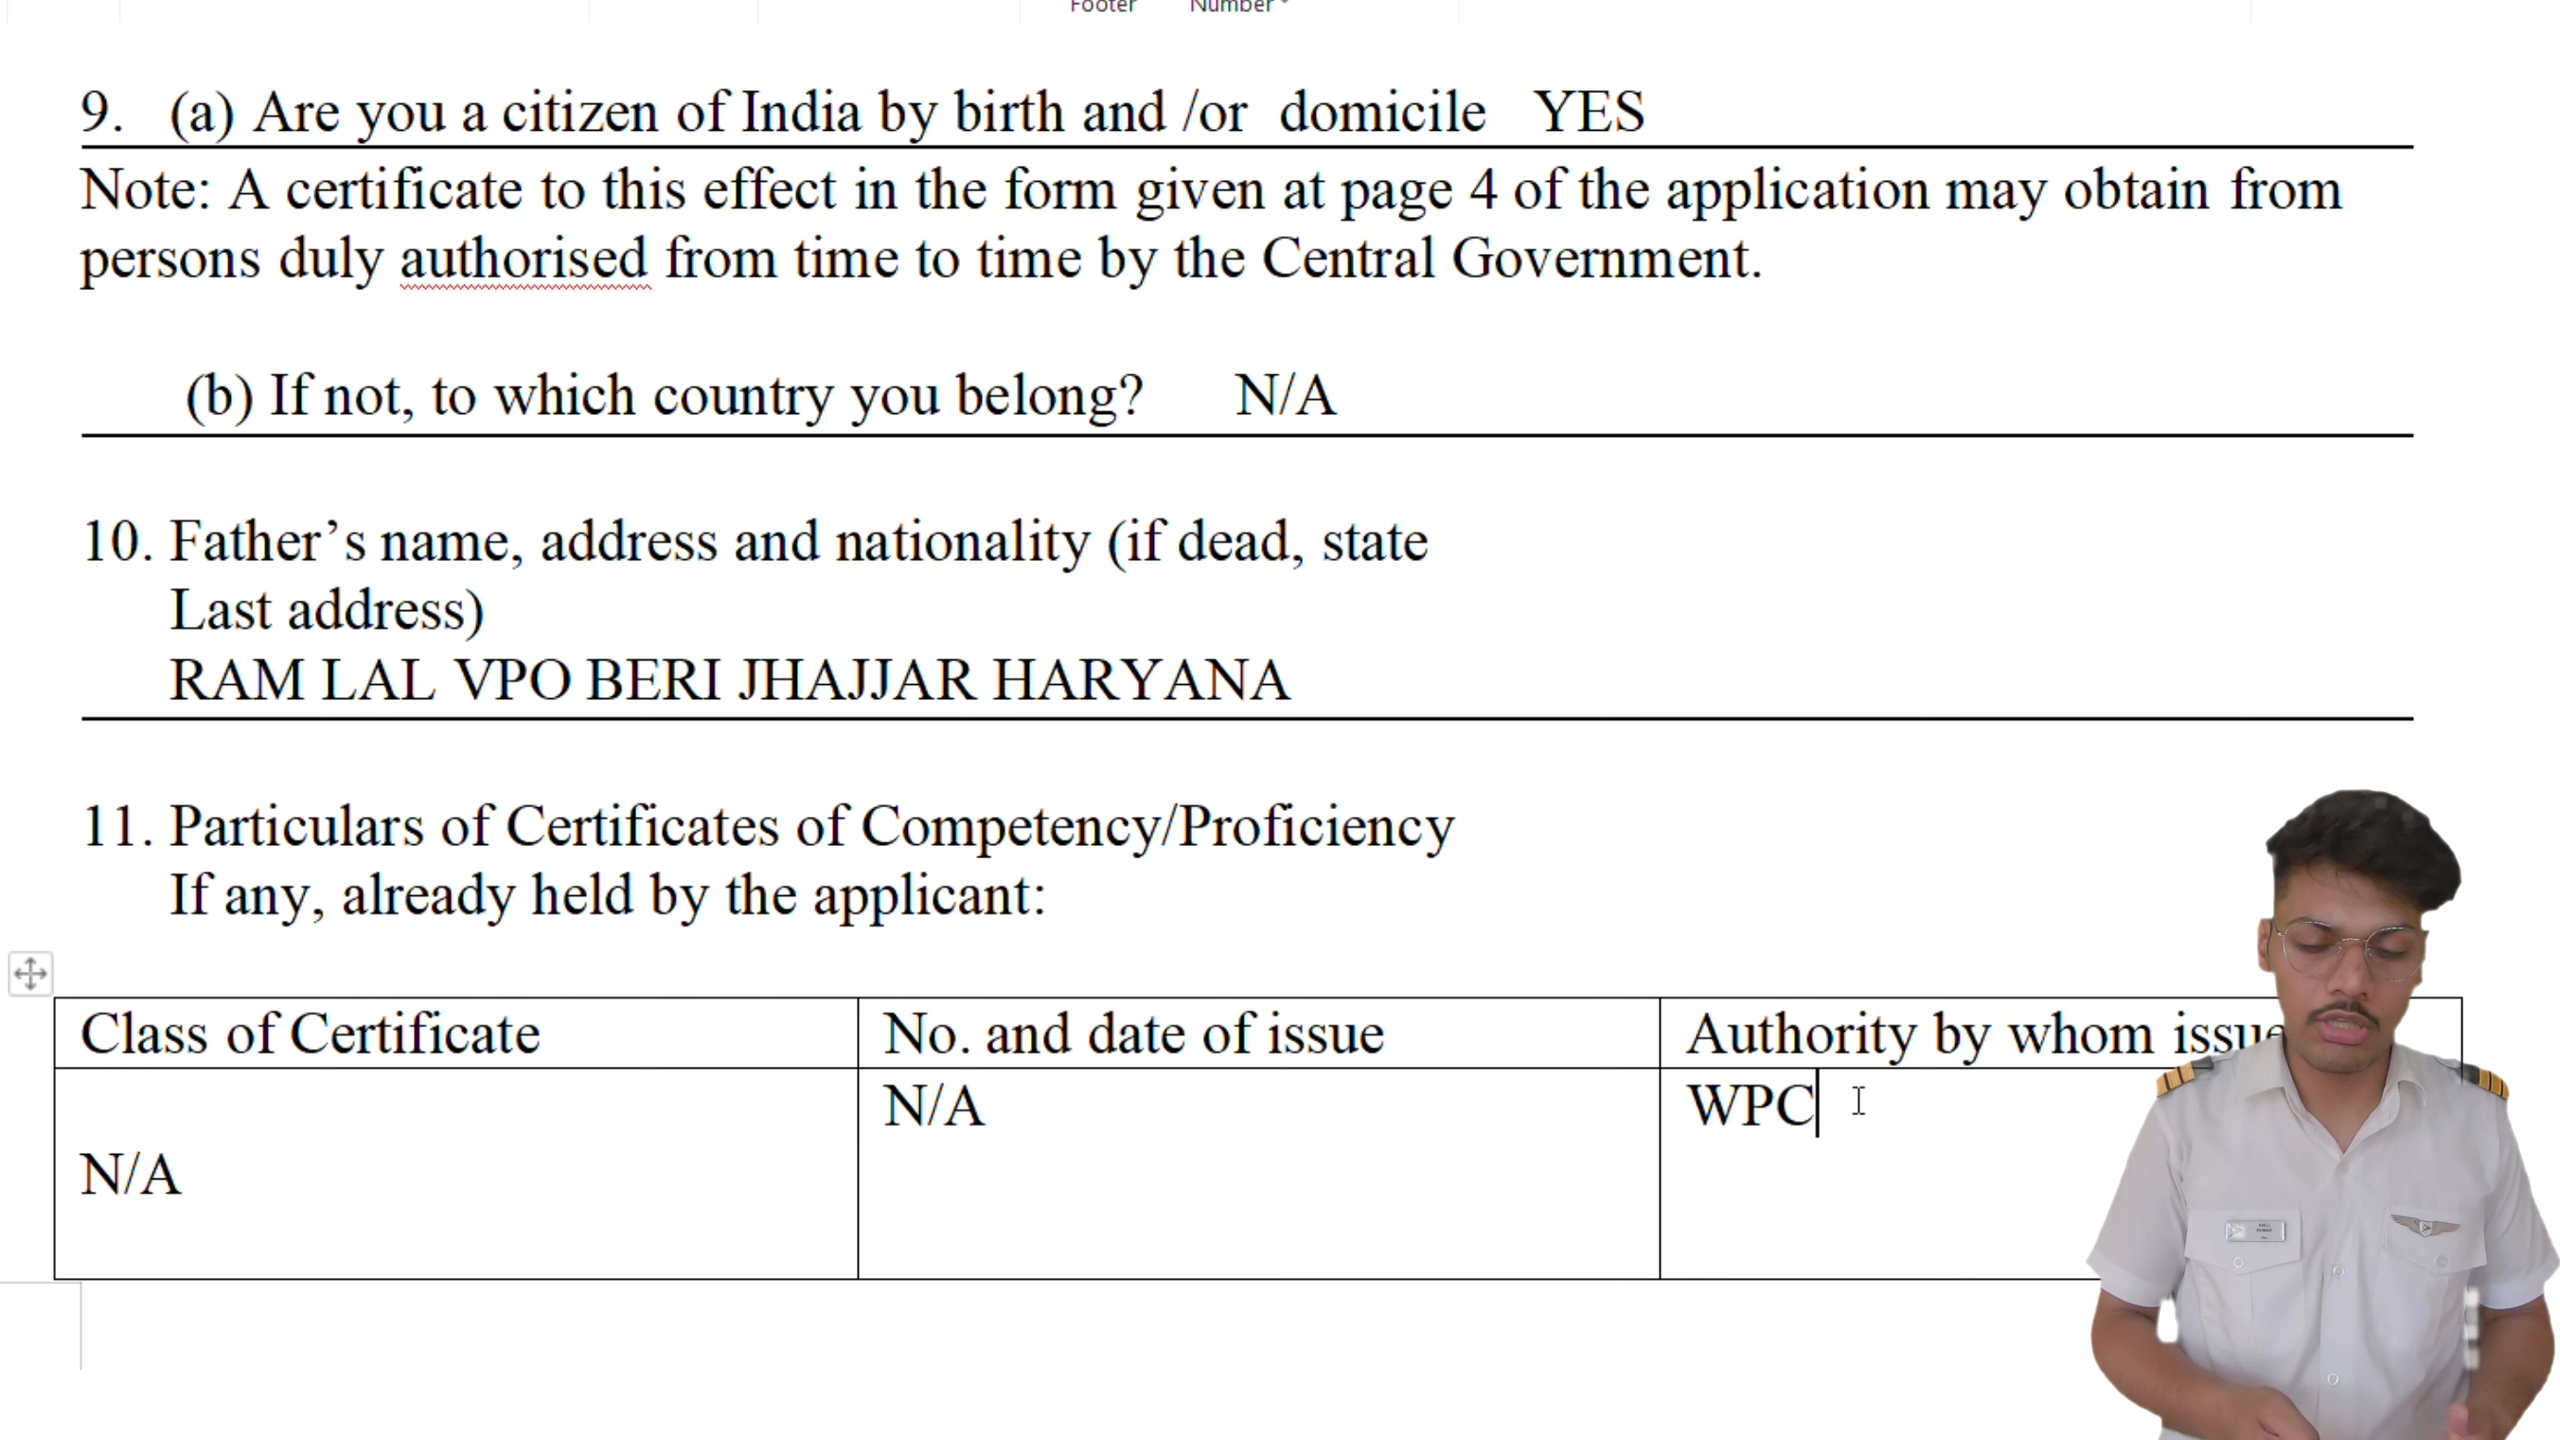 Footer Number
9. (a) Are you a citizen of India by birth and /or domicile YES
Note: A certificate to this effect in the form given at page 4 of the application may obtain from
persons duly authorised from time to time by the Central Government.
(b) If not, to which country you belong? N/A
10. Father’s name, address and nationality (if dead, state
Last address)
RAM LAL VPO BERI JHAJJAR HARYANA
11. Particulars of Certificates of Competency/Proficiency
If any, already held by the applicant:
Class of Certificate No. and date of issue Authority by whom issue
N/A WPC
N/A